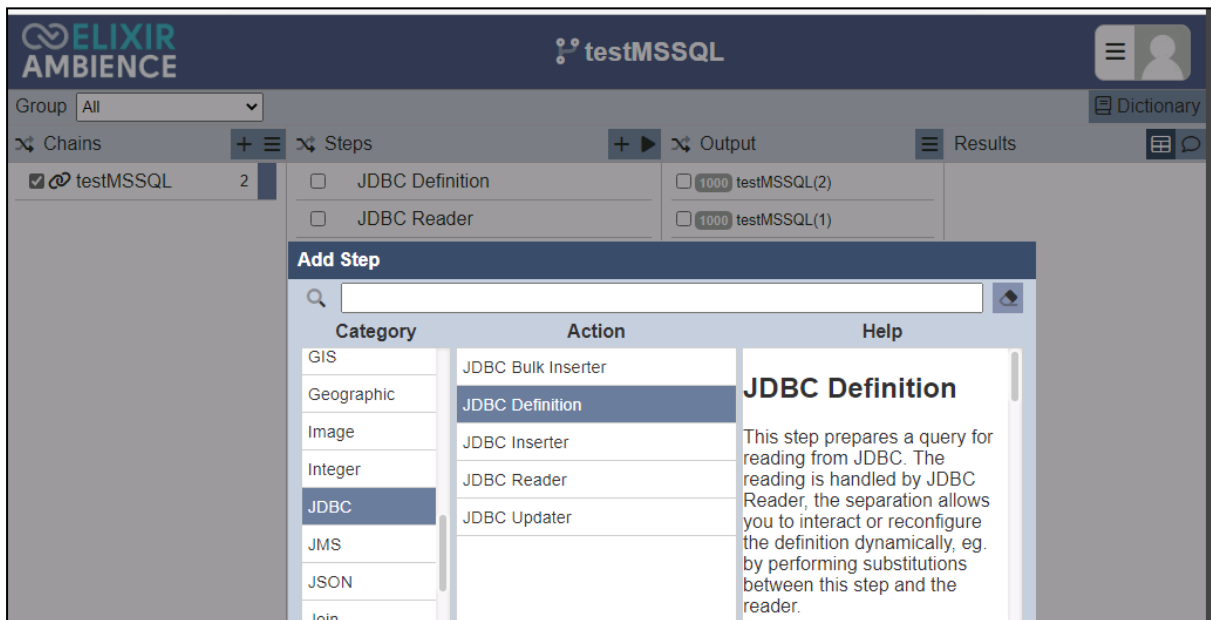 ELIXIR
AMBIENCE
testMSSQL
Group All Dictionary
Chains Steps Output Results
testMSSQL 2 JDBC Definition 1000 testMSSQL(2)
JDBC Reader 1000 testMSSQL(1)
Add Step
Category Action Help
GIS
Geographic
Image
Integer
JDBC
JMS
JSON
Join
JDBC Bulk Inserter
JDBC Definition
JDBC Inserter
JDBC Reader
JDBC Updater
JDBC Definition
This step prepares a query for
reading from JDBC. The
reading is handled by JDBC
Reader, the separation allows
you to interact or reconfigure
the definition dynamically, eg.
by performing substitutions
between this step and the
reader.